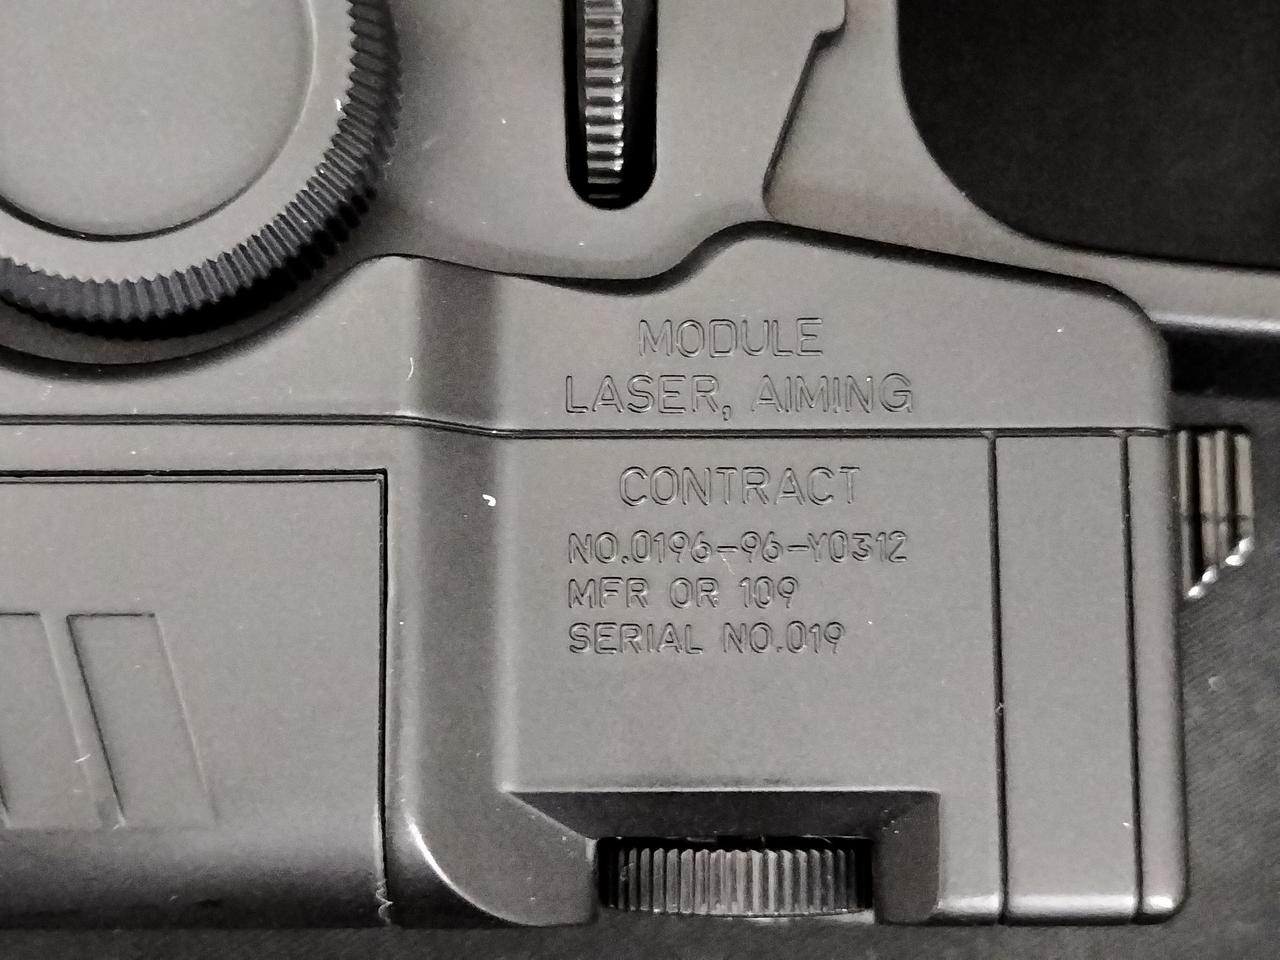 MODULE
LASER, AIMING
CONTRACT
NO.0196-96-Y0312
MFR OR 109
SERIAL NO.019